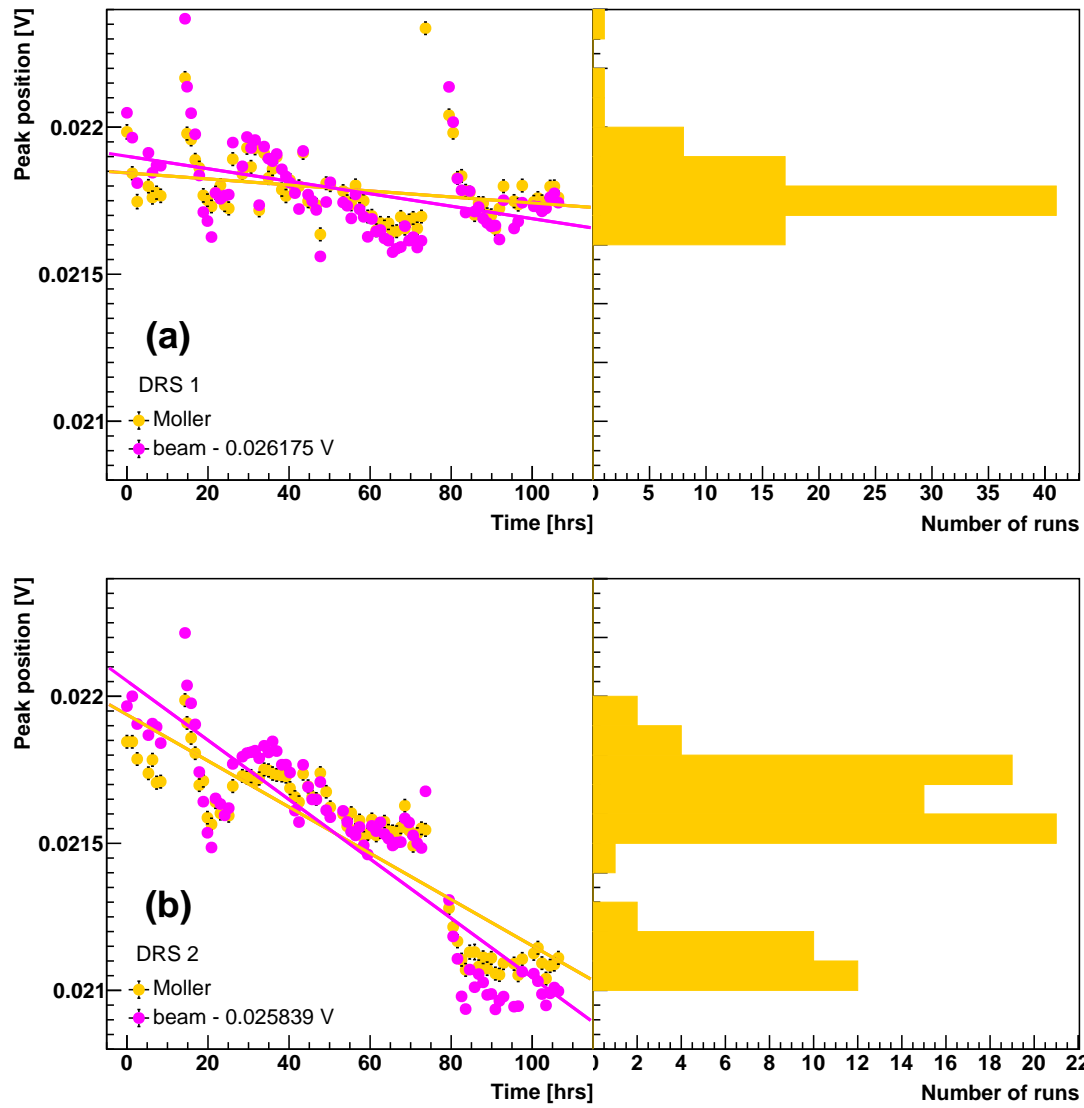 Peak position [V]
0.022
0.0215
0.021
(a)
DRS 1
Moller
beam - 0.026175 V
0 20 40 60 80 100
Time [hrs]
0 5 10 15 20 25 30 35 40
Number of runs
Peak position [V]
0.022
0.0215
0.021
(b)
DRS 2
Moller
beam - 0.025839 V
0 20 40 60 80 100
Time [hrs]
0 2 4 6 8 10 12 14 16 18 20 22
Number of runs